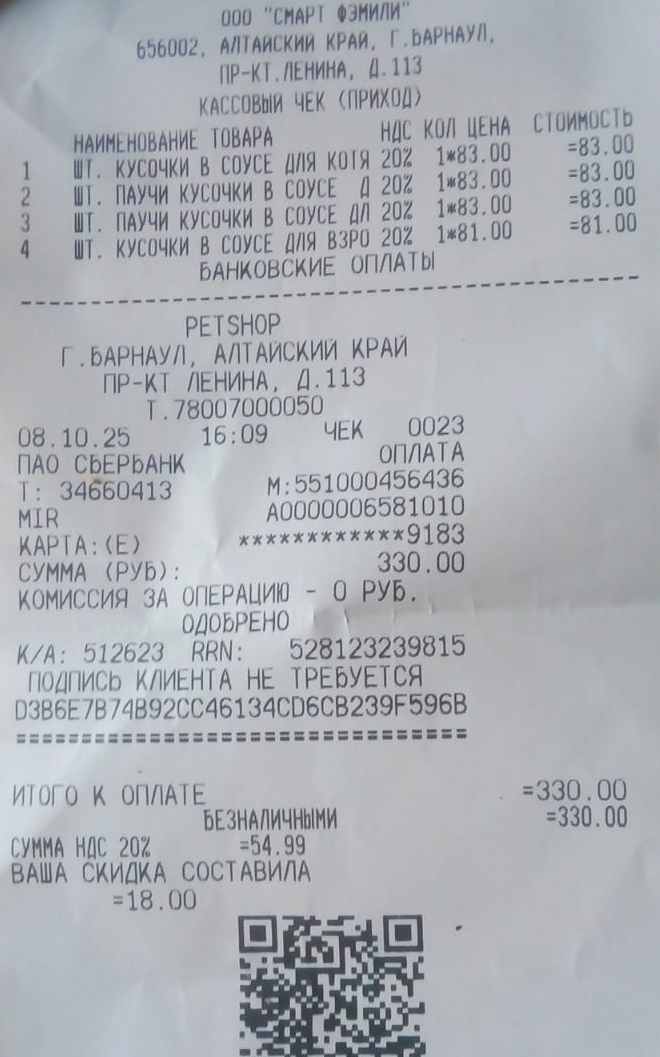 ООО "СМАРТ ФЭМИЛИ"
656002, АЛТАЙСКИЙ КРАЙ, Г.БАРНАУЛ,
ПР-КТ.ЛЕНИНА, Д.113
КАССОВЫЙ ЧЕК (ПРИХОД)
НАИМЕНОВАНИЕ ТОВАРА НДС КОЛ ЦЕНА СТОИМОСТЬ
1 ШТ. КУСОЧКИ В СОУСЕ ДЛЯ КОТЯ 20% 1*83.00 =83.00
2 ШТ. ПАУЧИ КУСОЧКИ В СОУСЕ Д 20% 1*83.00 =83.00
3 ШТ. ПАУЧИ КУСОЧКИ В СОУСЕ ДЛ 20% 1*83.00 =83.00
4 ШТ. КУСОЧКИ В СОУСЕ ДЛЯ ВЗРО 20% 1*81.00 =81.00
БАНКОВСКИЕ ОПЛАТЫ
PETSHOP
Г.БАРНАУЛ, АЛТАЙСКИЙ КРАЙ
ПР-КТ ЛЕНИНА, Д.113
Т.78007000050
08.10.25 16:09 ЧЕК 0023
ПАО СБЕРБАНК ОПЛАТА
Т: 34660413 М:551000456436
MIR A0000006581010
КАРТА:(E) ************9183
СУММА (РУБ): 330.00
КОМИССИЯ ЗА ОПЕРАЦИЮ - 0 РУБ.
ОДОБРЕНО
К/А: 512623 RRN: 528123239815
ПОДПИСЬ КЛИЕНТА НЕ ТРЕБУЕТСЯ
D3B6E7B74B92CC46134CD6CB239F596B
==================================
ИТОГО К ОПЛАТЕ =330.00
БЕЗНАЛИЧНЫМИ =330.00
СУММА НДС 20% =54.99
ВАША СКИДКА СОСТАВИЛА
=18.00